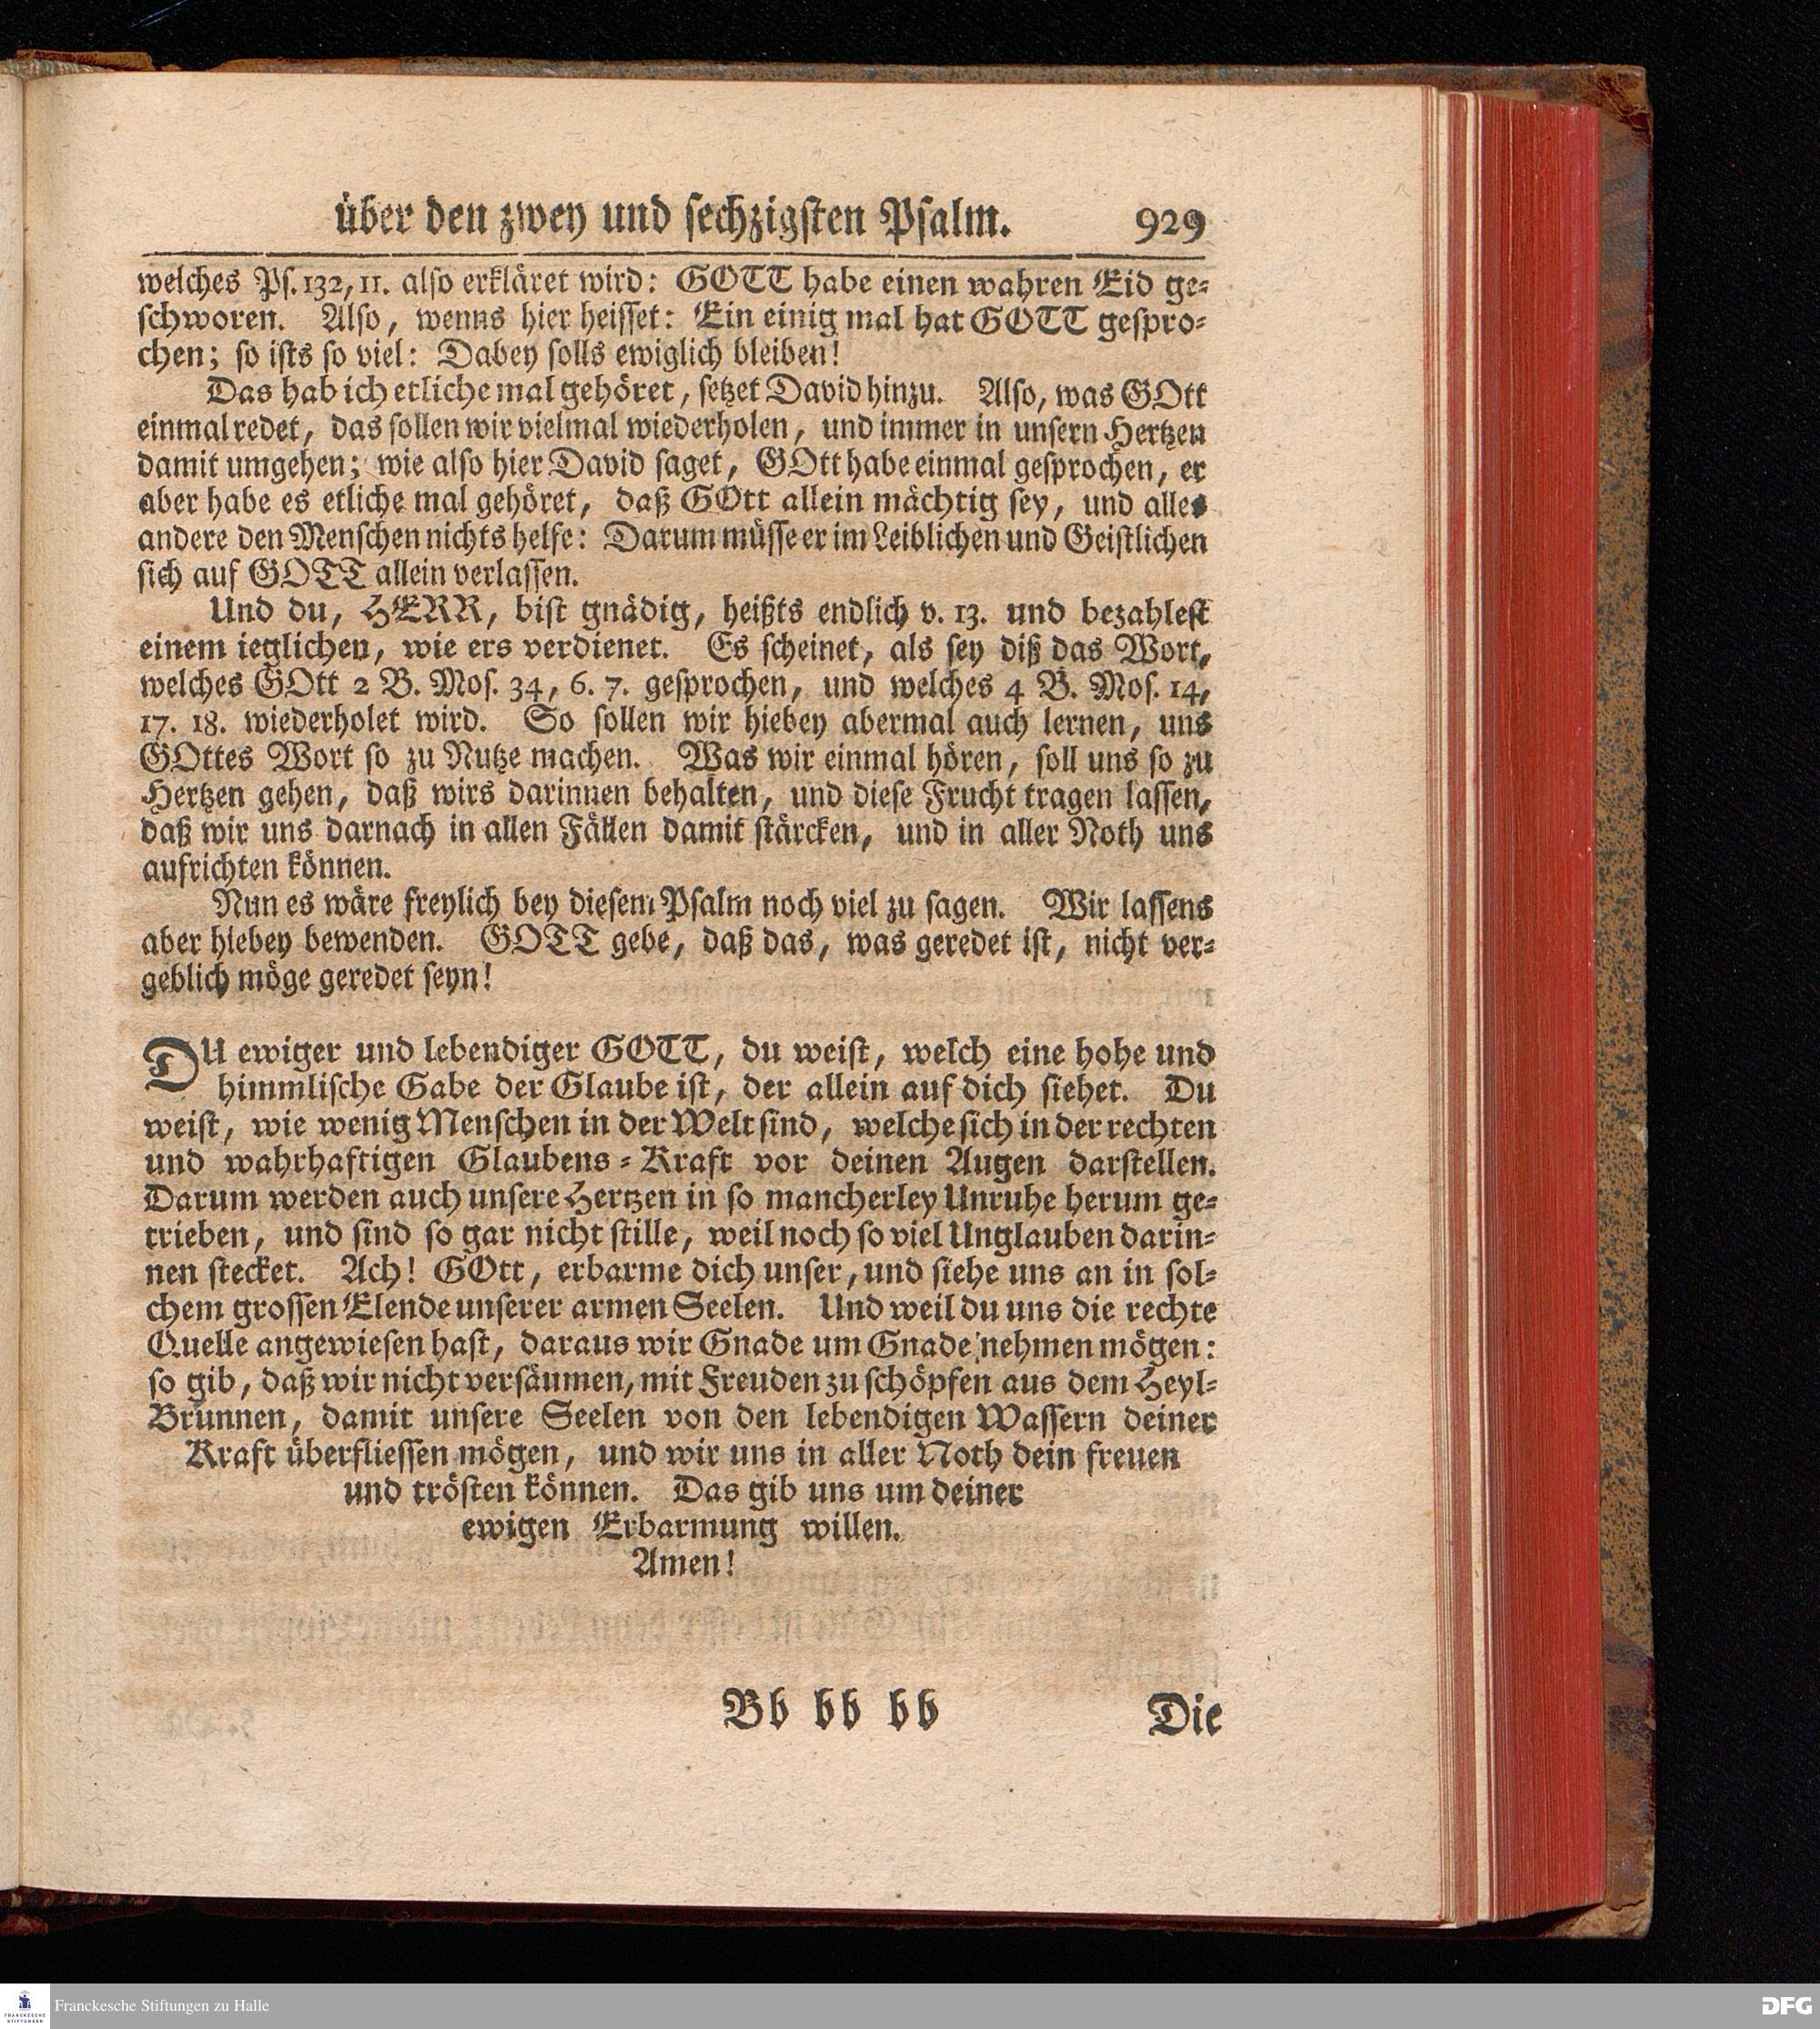 über den zwey und sechzigsten Psalm. 929
welches Ps. 132, 11. also erkläret wird: GOTT habe einen wahren Eid ge-
schworen. Also, wenns hier heisset: Ein einig mal hat GOTT gespro-
chen; so ists so viel: Dabey solls ewiglich bleiben!
Das hab ich etliche mal gehöret, setzet David hinzu. Also, was GOtt
einmal redet, das sollen wir vielmal wiederholen, und immer in unsern Hertzen
damit umgehen; wie also hier David saget, GOtt habe einmal gesprochen, er
aber habe es etliche mal gehöret, daß GOtt allein mächtig sey, und alles
andere den Menschen nichts helfe: Darum müsse er im Leiblichen und Geistlichen
sich auf GOTT allein verlassen.
Und du, HERR, bist gnädig, heißts endlich v. 13. und bezahlest
einem ieglichen, wie ers verdienet. Es scheinet, als sey diß das Wort,
welches GOtt 2 B. Mos. 34, 6. 7. gesprochen, und welches 4 B. Mos. 14,
17. 18. wiederholet wird. So sollen wir hiebey abermal auch lernen, uns
GOttes Wort so zu Nutze machen. Was wir einmal hören, soll uns so zu
Hertzen gehen, daß wirs darinnen behalten, und diese Frucht tragen lassen,
daß wir uns darnach in allen Fällen damit stärcken, und in aller Noth uns
aufrichten können.
Nun es wäre freylich bey diesem Psalm noch viel zu sagen. Wir lassens
aber hiebey bewenden. GOTT gebe, daß das, was geredet ist, nicht ver-
geblich möge geredet seyn!
DU ewiger und lebendiger GOTT, du weist, welch eine hohe und
himmlische Gabe der Glaube ist, der allein auf dich siehet. Du
weist, wie wenig Menschen in der Welt sind, welche sich in der rechten
und wahrhaftigen Glaubens-Kraft vor deinen Augen darstellen.
Darum werden auch unsere Hertzen in so mancherley Unruhe herum ge-
trieben, und sind so gar nicht stille, weil noch so viel Unglauben darin-
nen stecket. Ach! GOtt, erbarme dich unser, und siehe uns an in sol-
chem grossen Elende unserer armen Seelen. Und weil du uns die rechte
Quelle angewiesen hast, daraus wir Gnade um Gnade nehmen mögen:
so gib, daß wir nicht versäumen, mit Freuden zu schöpfen aus dem Heyl-
Brunnen, damit unsere Seelen von den lebendigen Wassern deiner
Kraft überfliessen mögen, und wir uns in aller Noth dein freuen
und trösten können. Das gib uns um deiner
ewigen Erbarmung willen.
Amen!
Bb bb bb Die
FRANCKESCHE STIFTUNGEN Franckesche Stiftungen zu Halle DFG